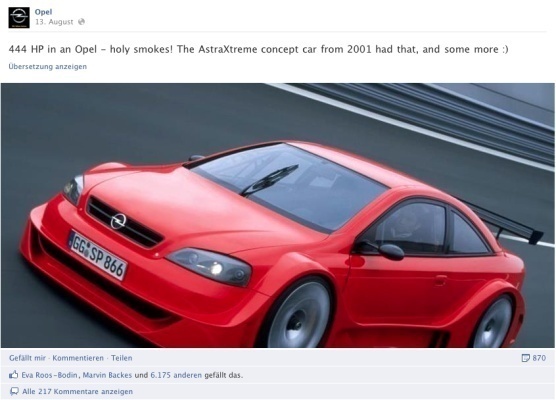 Opel
13. August
444 HP in an Opel – holy smokes! The AstraXtreme concept car from 2001 had that, and some more :)
Übersetzung anzeigen
GG SP 866
Gefällt mir · Kommentieren · Teilen
870
Eva Roos-Bodin, Marvin Backes und 6.175 anderen gefällt das.
Alle 217 Kommentare anzeigen